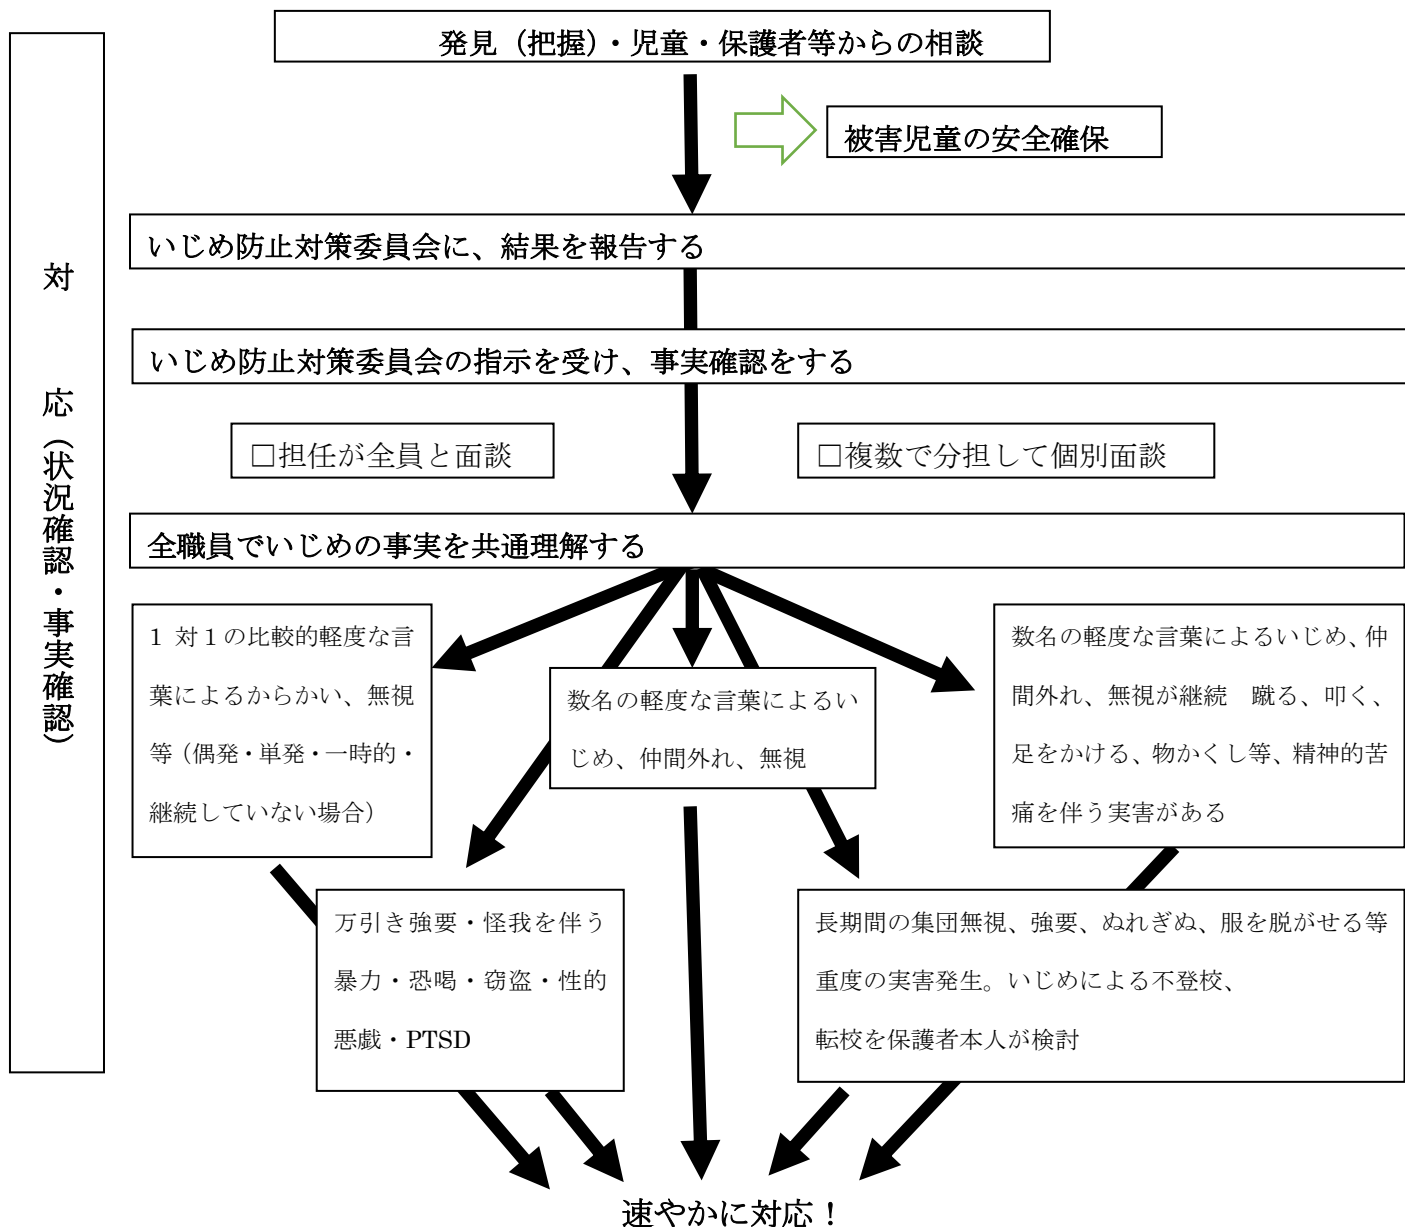 発見（把握）・児童・保護者等からの相談
被害児童の安全確保
対　応（状況確認・事実確認）
いじめ防止対策委員会に、結果を報告する
いじめ防止対策委員会の指示を受け、事実確認をする
□担任が全員と面談
□複数で分担して個別面談
全職員でいじめの事実を共通理解する
1 対１の比較的軽度な言
葉によるからかい、無視
等（偶発・単発・一時的・
継続していない場合）
数名の軽度な言葉によるい
じめ、仲間外れ、無視
数名の軽度な言葉によるいじめ、仲
間外れ、無視が継続　蹴る、叩く、
足をかける、物かくし等、精神的苦
痛を伴う実害がある
万引き強要・怪我を伴う
暴力・恐喝・窃盗・性的
悪戯・PTSD
長期間の集団無視、強要、ぬれぎぬ、服を脱がせる等
重度の実害発生。いじめによる不登校、
転校を保護者本人が検討
速やかに対応！